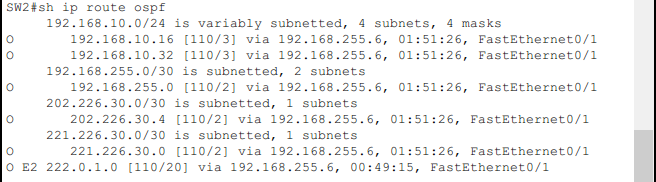 SW2#sh ip route ospf
192.168.10.0/24 is variably subnetted, 4 subnets, 4 masks
O 192.168.10.16 [110/3] via 192.168.255.6, 01:51:26, FastEthernet0/1
O 192.168.10.32 [110/3] via 192.168.255.6, 01:51:26, FastEthernet0/1
192.168.255.0/30 is subnetted, 2 subnets
O 192.168.255.0 [110/2] via 192.168.255.6, 01:51:26, FastEthernet0/1
202.226.30.0/30 is subnetted, 1 subnets
O 202.226.30.4 [110/2] via 192.168.255.6, 01:51:26, FastEthernet0/1
221.226.30.0/30 is subnetted, 1 subnets
O 221.226.30.0 [110/2] via 192.168.255.6, 01:51:26, FastEthernet0/1
O E2 222.0.1.0 [110/20] via 192.168.255.6, 00:49:15, FastEthernet0/1